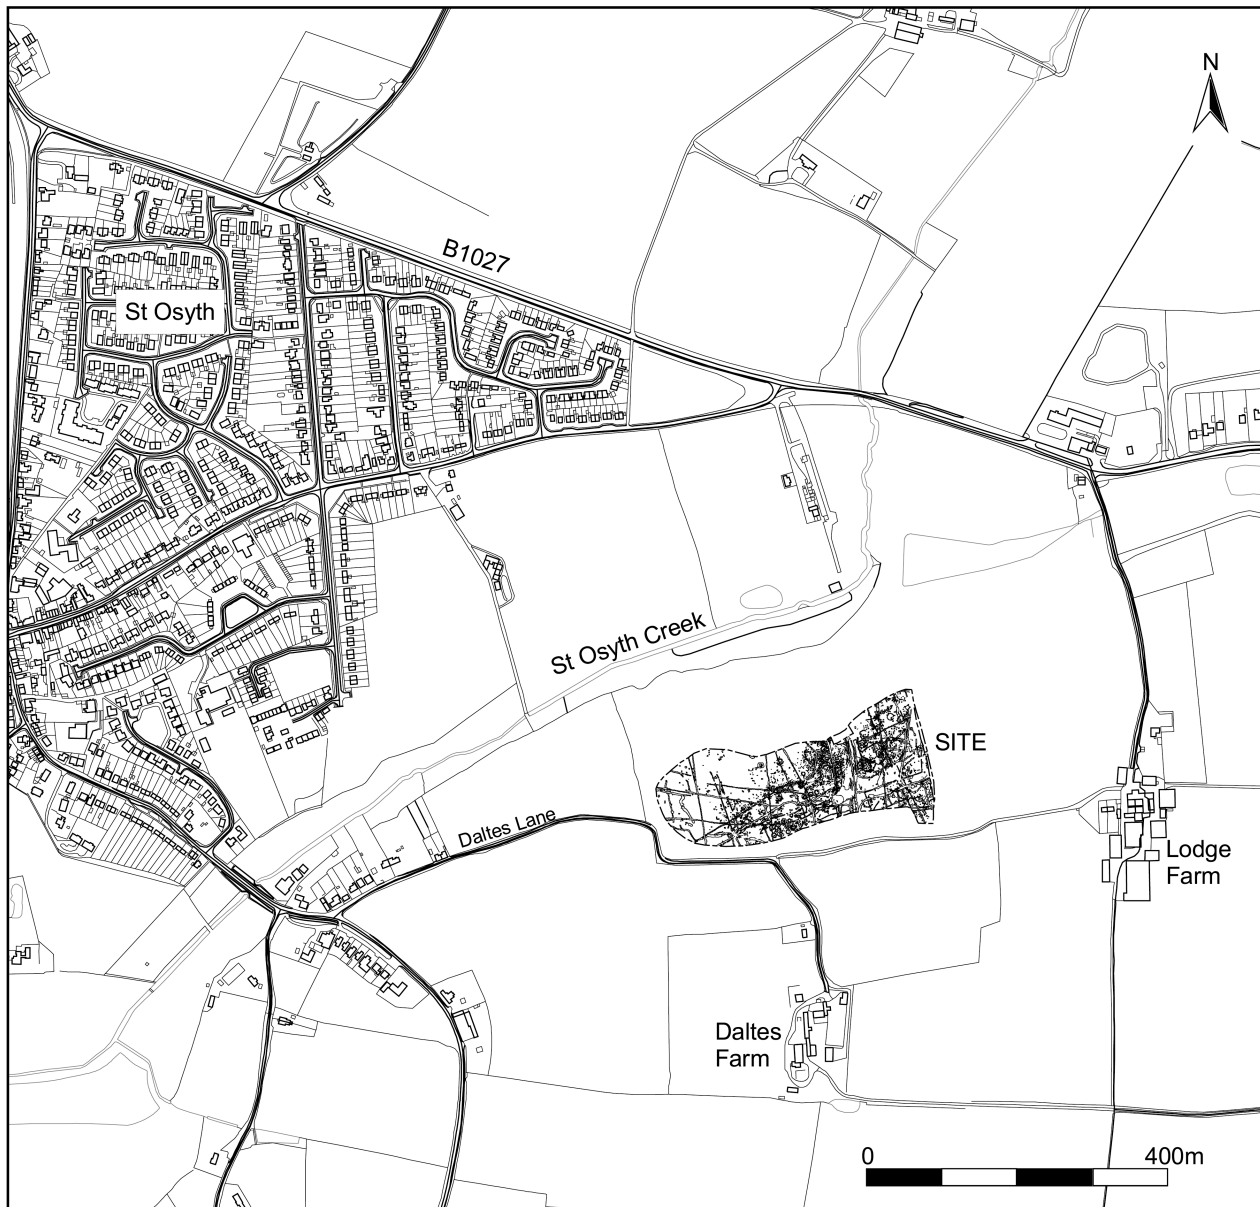 N
B1027
St Osyth
St Osyth Creek
SITE
Daltes Lane
Lodge
Farm
Daltes
Farm
0 400m